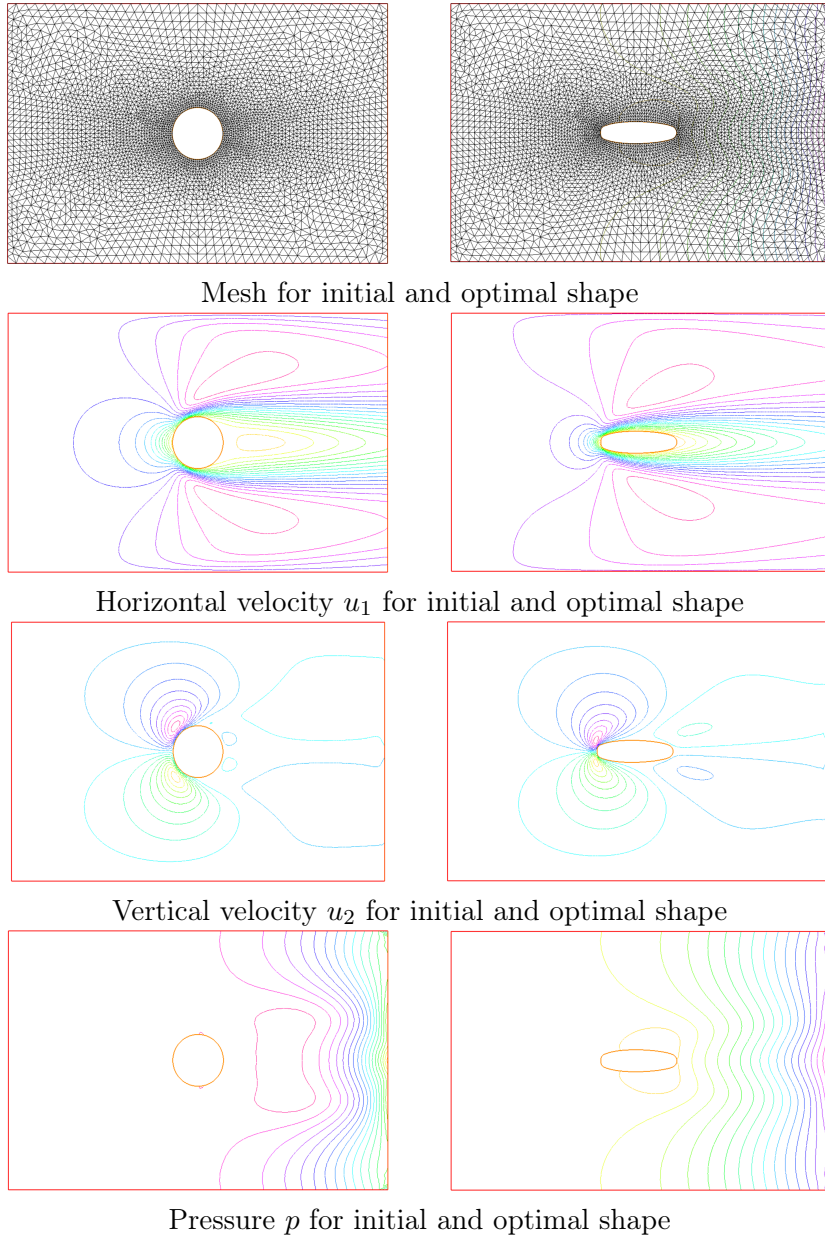 Mesh for initial and optimal shape
Horizontal velocity u₁ for initial and optimal shape
Vertical velocity u₂ for initial and optimal shape
Pressure p for initial and optimal shape